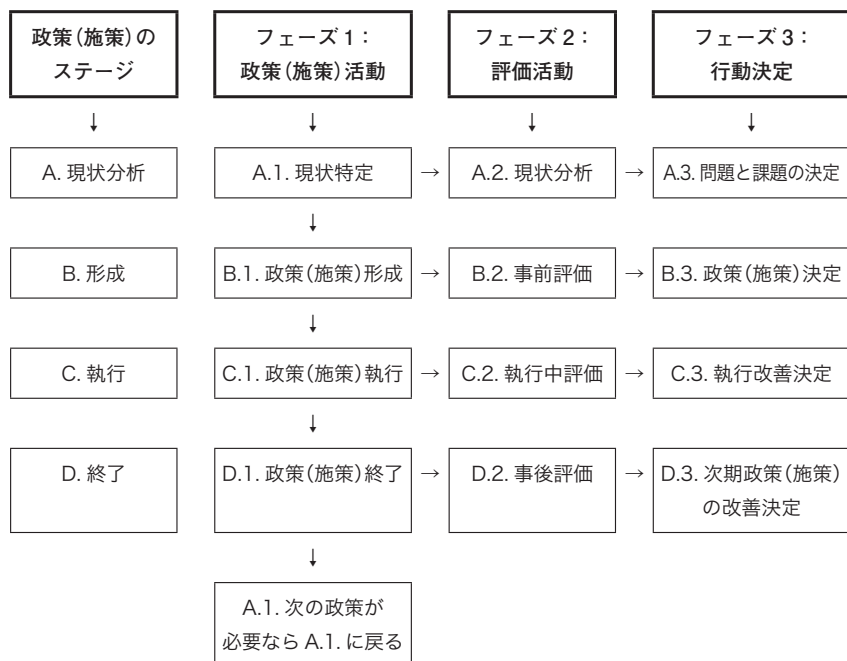 政策(施策)の
ステージ
フェーズ1：
政策(施策)活動
フェーズ2：
評価活動
フェーズ3：
行動決定
↓ ↓ ↓ ↓
A. 現状分析
A.1. 現状特定 → A.2. 現状分析 → A.3. 問題と課題の決定
↓
B. 形成
B.1. 政策(施策)形成 → B.2. 事前評価 → B.3. 政策(施策)決定
↓
C. 執行
C.1. 政策(施策)執行 → C.2. 執行中評価 → C.3. 執行改善決定
↓
D. 終了
D.1. 政策(施策)終了 → D.2. 事後評価 → D.3. 次期政策(施策)
の改善決定
↓
A.1. 次の政策が
必要なら A.1. に戻る